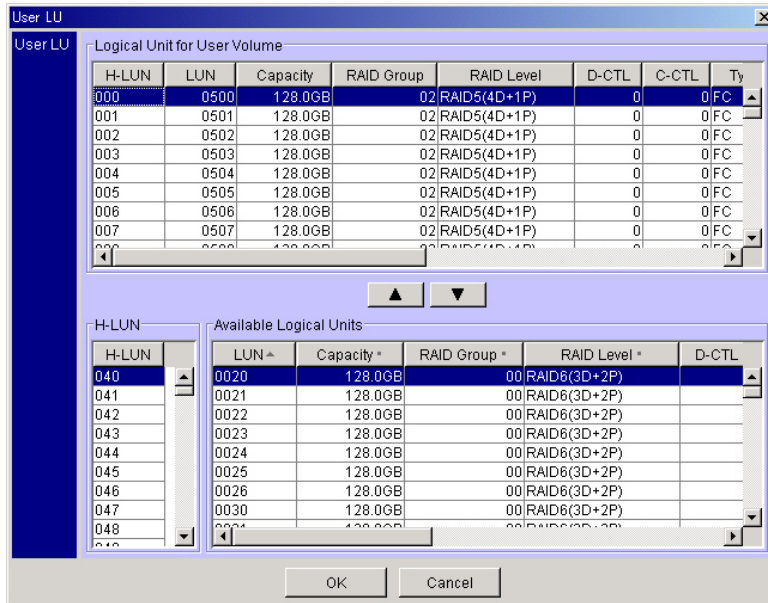 User LU
User LU
Logical Unit for User Volume
H-LUN LUN Capacity RAID Group RAID Level D-CTL C-CTL Ty
000 0500 128.0GB 02 RAID5(4D+1P) 0 0 FC
001 0501 128.0GB 02 RAID5(4D+1P) 0 0 FC
002 0502 128.0GB 02 RAID5(4D+1P) 0 0 FC
003 0503 128.0GB 02 RAID5(4D+1P) 0 0 FC
004 0504 128.0GB 02 RAID5(4D+1P) 0 0 FC
005 0505 128.0GB 02 RAID5(4D+1P) 0 0 FC
006 0506 128.0GB 02 RAID5(4D+1P) 0 0 FC
007 0507 128.0GB 02 RAID5(4D+1P) 0 0 FC
H-LUN Available Logical Units
H-LUN LUN Capacity RAID Group RAID Level D-CTL
040 0020 128.0GB 00 RAID6(3D+2P)
041 0021 128.0GB 00 RAID6(3D+2P)
042 0022 128.0GB 00 RAID6(3D+2P)
043 0023 128.0GB 00 RAID6(3D+2P)
044 0024 128.0GB 00 RAID6(3D+2P)
045 0025 128.0GB 00 RAID6(3D+2P)
046 0026 128.0GB 00 RAID6(3D+2P)
047 0030 128.0GB 00 RAID6(3D+2P)
048
OK Cancel